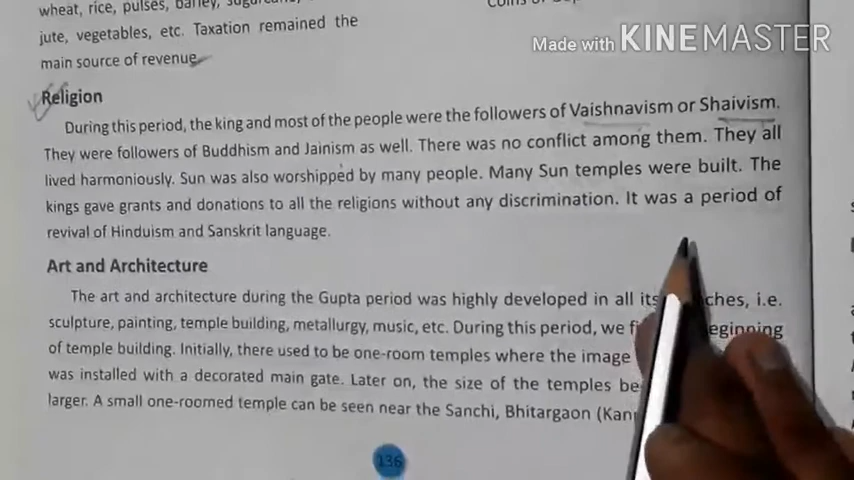 wheat, rice, pulses, barley, sugarcane,
jute, vegetables, etc. Taxation remained the
main source of revenue
Made with KINEMASTER
Religion
During this period, the king and most of the people were the followers of Vaishnavism or Shaivism.
They were followers of Buddhism and Jainism as well. There was no conflict among them. They all
lived harmoniously. Sun was also worshipped by many people. Many Sun temples were built. The
kings gave grants and donations to all the religions without any discrimination. It was a period of
revival of Hinduism and Sanskrit language.
Art and Architecture
The art and architecture during the Gupta period was highly developed in all its ches, i.e.
sculpture, painting, temple building, metallurgy, music, etc. During this period, we eginning
of temple building. Initially, there used to be one-room temples where the image
was installed with a decorated main gate. Later on, the size of the temples be
larger. A small one-roomed temple can be seen near the Sanchi, Bhitargaon (Kan
136